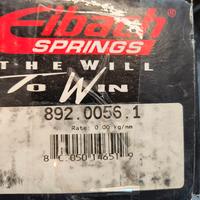 Eibach
SPRINGS
THE WILL
TO WIN
892.0056.1
Rate: 0.00 kg/mm